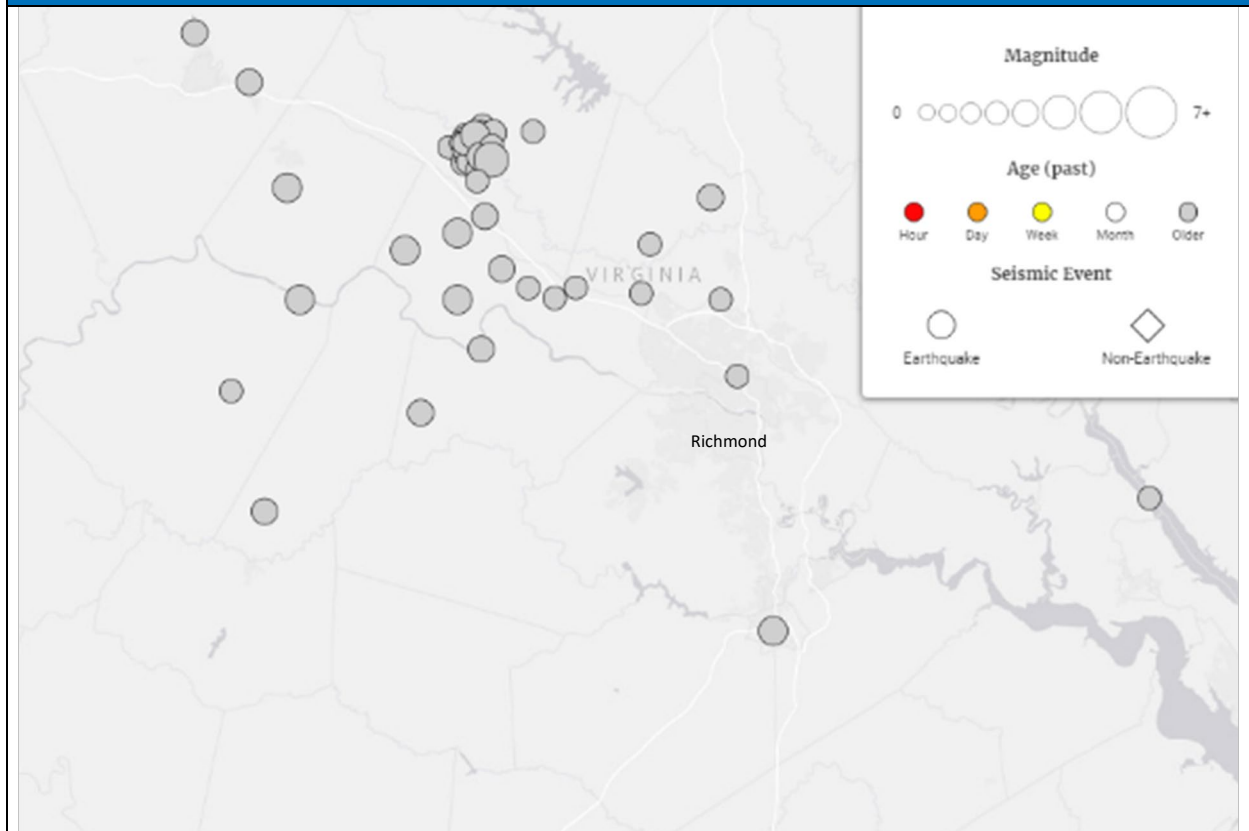 Magnitude
0 7+
Age (past)
Hour Day Week Month Older
Seismic Event
Earthquake Non-Earthquake
VIRGINIA
Richmond